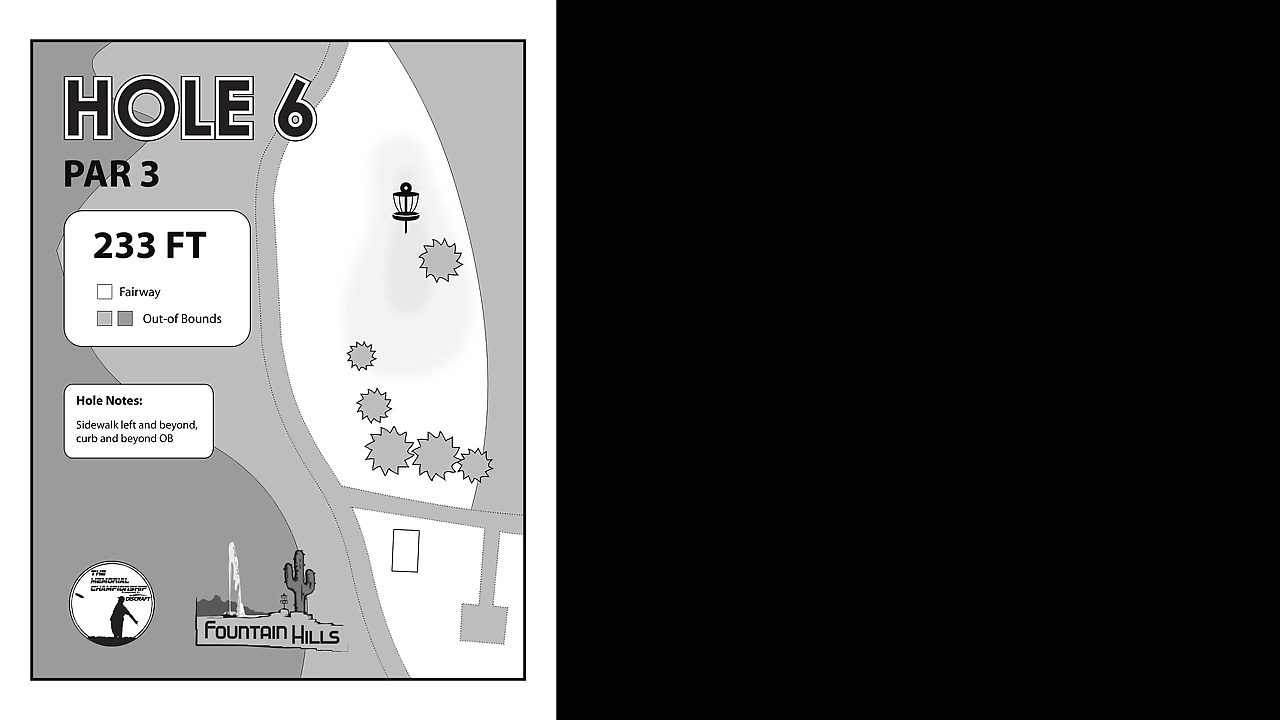 HOLE 6
PAR 3
233 FT
Fairway
Out-of Bounds
Hole Notes:
Sidewalk left and beyond,
curb and beyond OB
THE
MEMORIAL
CHAMPIONSHIP
DISCRAFT
FOUNTAIN HILLS